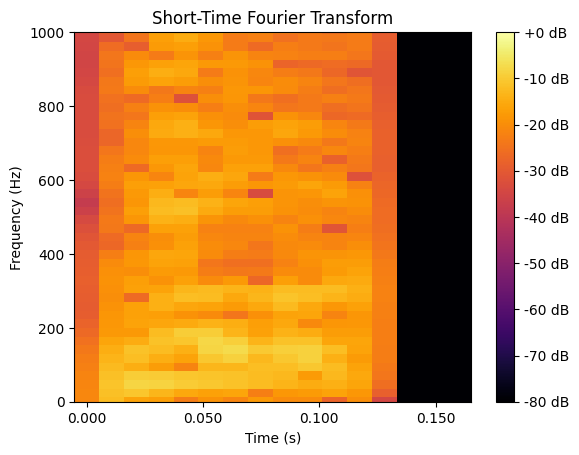 Short-Time Fourier Transform
1000
800
600
400
200
0
Frequency (Hz)
0.000
0.050
0.100
0.150
Time (s)
+0 dB
-10 dB
-20 dB
-30 dB
-40 dB
-50 dB
-60 dB
-70 dB
-80 dB